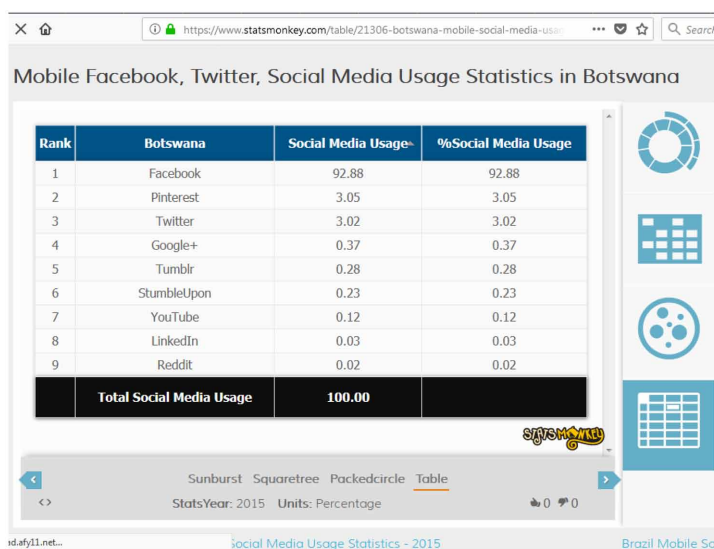 https://www.statsmonkey.com/table/21306-botswana-mobile-social-media-usag
Search
Mobile Facebook, Twitter, Social Media Usage Statistics in Botswana
Rank Botswana Social Media Usage %Social Media Usage
1 Facebook 92.88 92.88
2 Pinterest 3.05 3.05
3 Twitter 3.02 3.02
4 Google+ 0.37 0.37
5 Tumblr 0.28 0.28
6 StumbleUpon 0.23 0.23
7 YouTube 0.12 0.12
8 LinkedIn 0.03 0.03
9 Reddit 0.02 0.02
Total Social Media Usage 100.00
STATSMONKEY
Sunburst Squaretree Packedcircle Table
<> StatsYear: 2015 Units: Percentage 0 0
ad.afy11.net... Social Media Usage Statistics - 2015 Brazil Mobile So